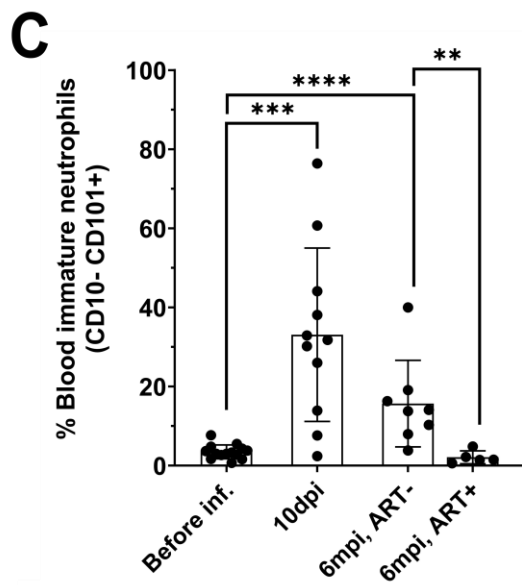 C
% Blood immature neutrophils
(CD10- CD101+)
100
80
60
40
20
0
****
**
***
Before inf.
10dpi
6mpi, ART-
6mpi, ART+